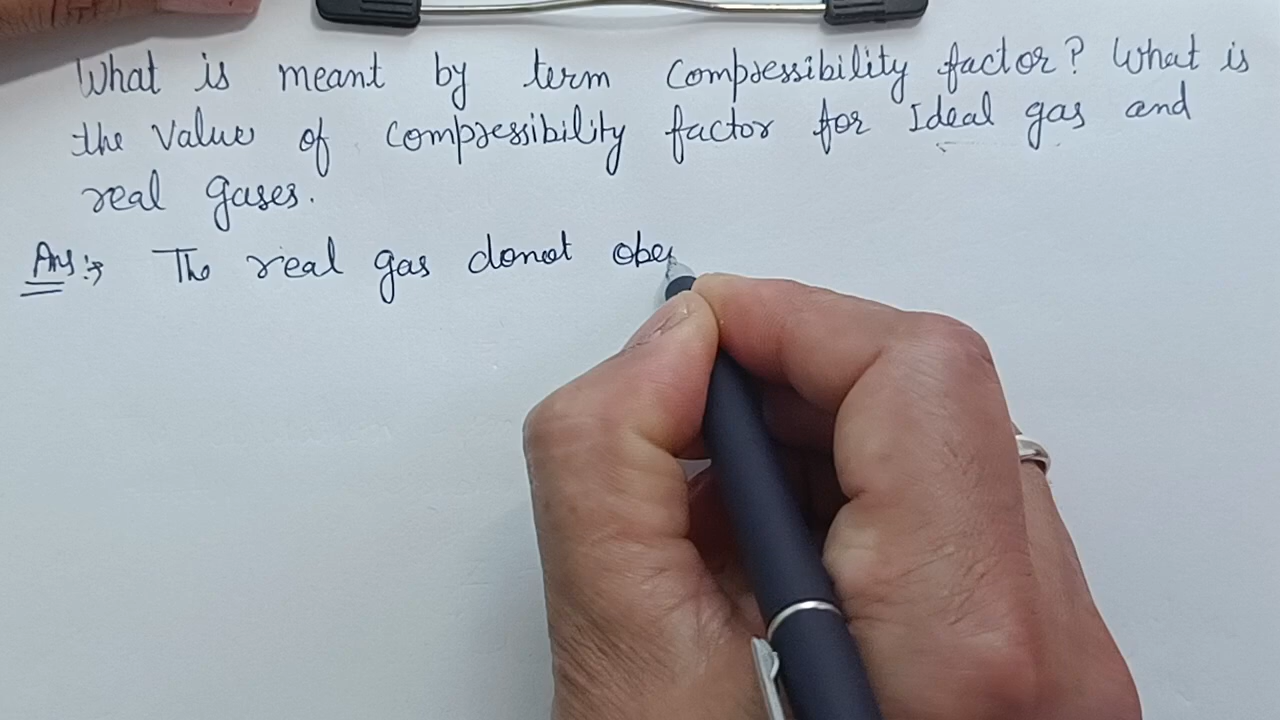 What is meant by term Compressibility factor? What is
the Value of Compressibility factor for Ideal gas and
real gases.
Ans:→ The real gas donot obey